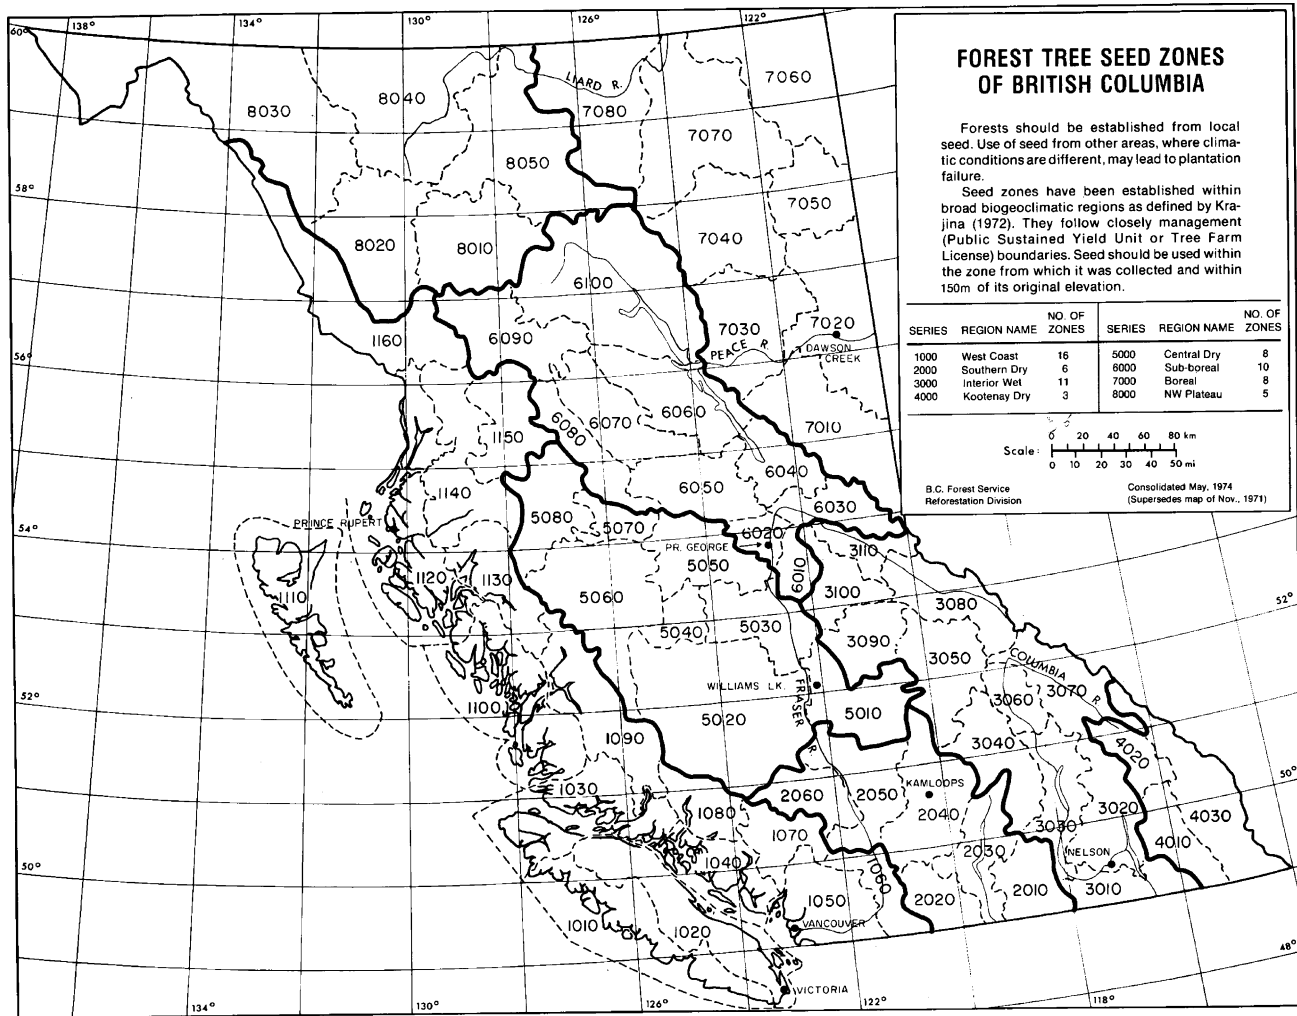 FOREST TREE SEED ZONES
OF BRITISH COLUMBIA
Forests should be established from local
seed. Use of seed from other areas, where clima-
tic conditions are different, may lead to plantation
failure.
Seed zones have been established within
broad biogeoclimatic regions as defined by Kra-
jina (1972). They follow closely management
(Public Sustained Yield Unit or Tree Farm
License) boundaries. Seed should be used within
the zone from which it was collected and within
150m of its original elevation.
SERIES REGION NAME NO. OF ZONES SERIES REGION NAME NO. OF ZONES
1000 West Coast 16 5000 Central Dry 8
2000 Southern Dry 6 6000 Sub-boreal 10
3000 Interior Wet 11 7000 Boreal 8
4000 Kootenay Dry 3 8000 NW Plateau 5
0 20 40 60 80 km
Scale:
0 10 20 30 40 50 mi
B.C. Forest Service
Reforestation Division
Consolidated May, 1974
(Supersedes map of Nov., 1971)
60° 138° 134° 130° 126° 122°
LIARD R.
7060
8040
8030
7080
7070
8050
58°
7050
8020
8010
7040
6100
1160
6090
7030
7020
PEACE R.
DAWSON
CREEK
56°
6060
6070
6080
7010
1150
6040
1140
6050
6030
5080
5070
PRINCE RUPERT
54°
6020
PR. GEORGE
5050
3110
6010
1120
1130
3100
1110
5060
3080
52°
5040
5030
3090
3050
COLUMBIA R.
WILLIAMS LK.
3070
3060
52°
1100
FRASER R.
5020
5010
1090
3040
4020
50°
KAMLOOPS
1030
2060
2050
2040
3020
4030
1080
1070
3030
4010
50°
1040
2030
NELSON
1060
2010
3010
2020
1050
1010
1020
VANCOUVER
48°
VICTORIA
134° 130° 126° 122° 118°